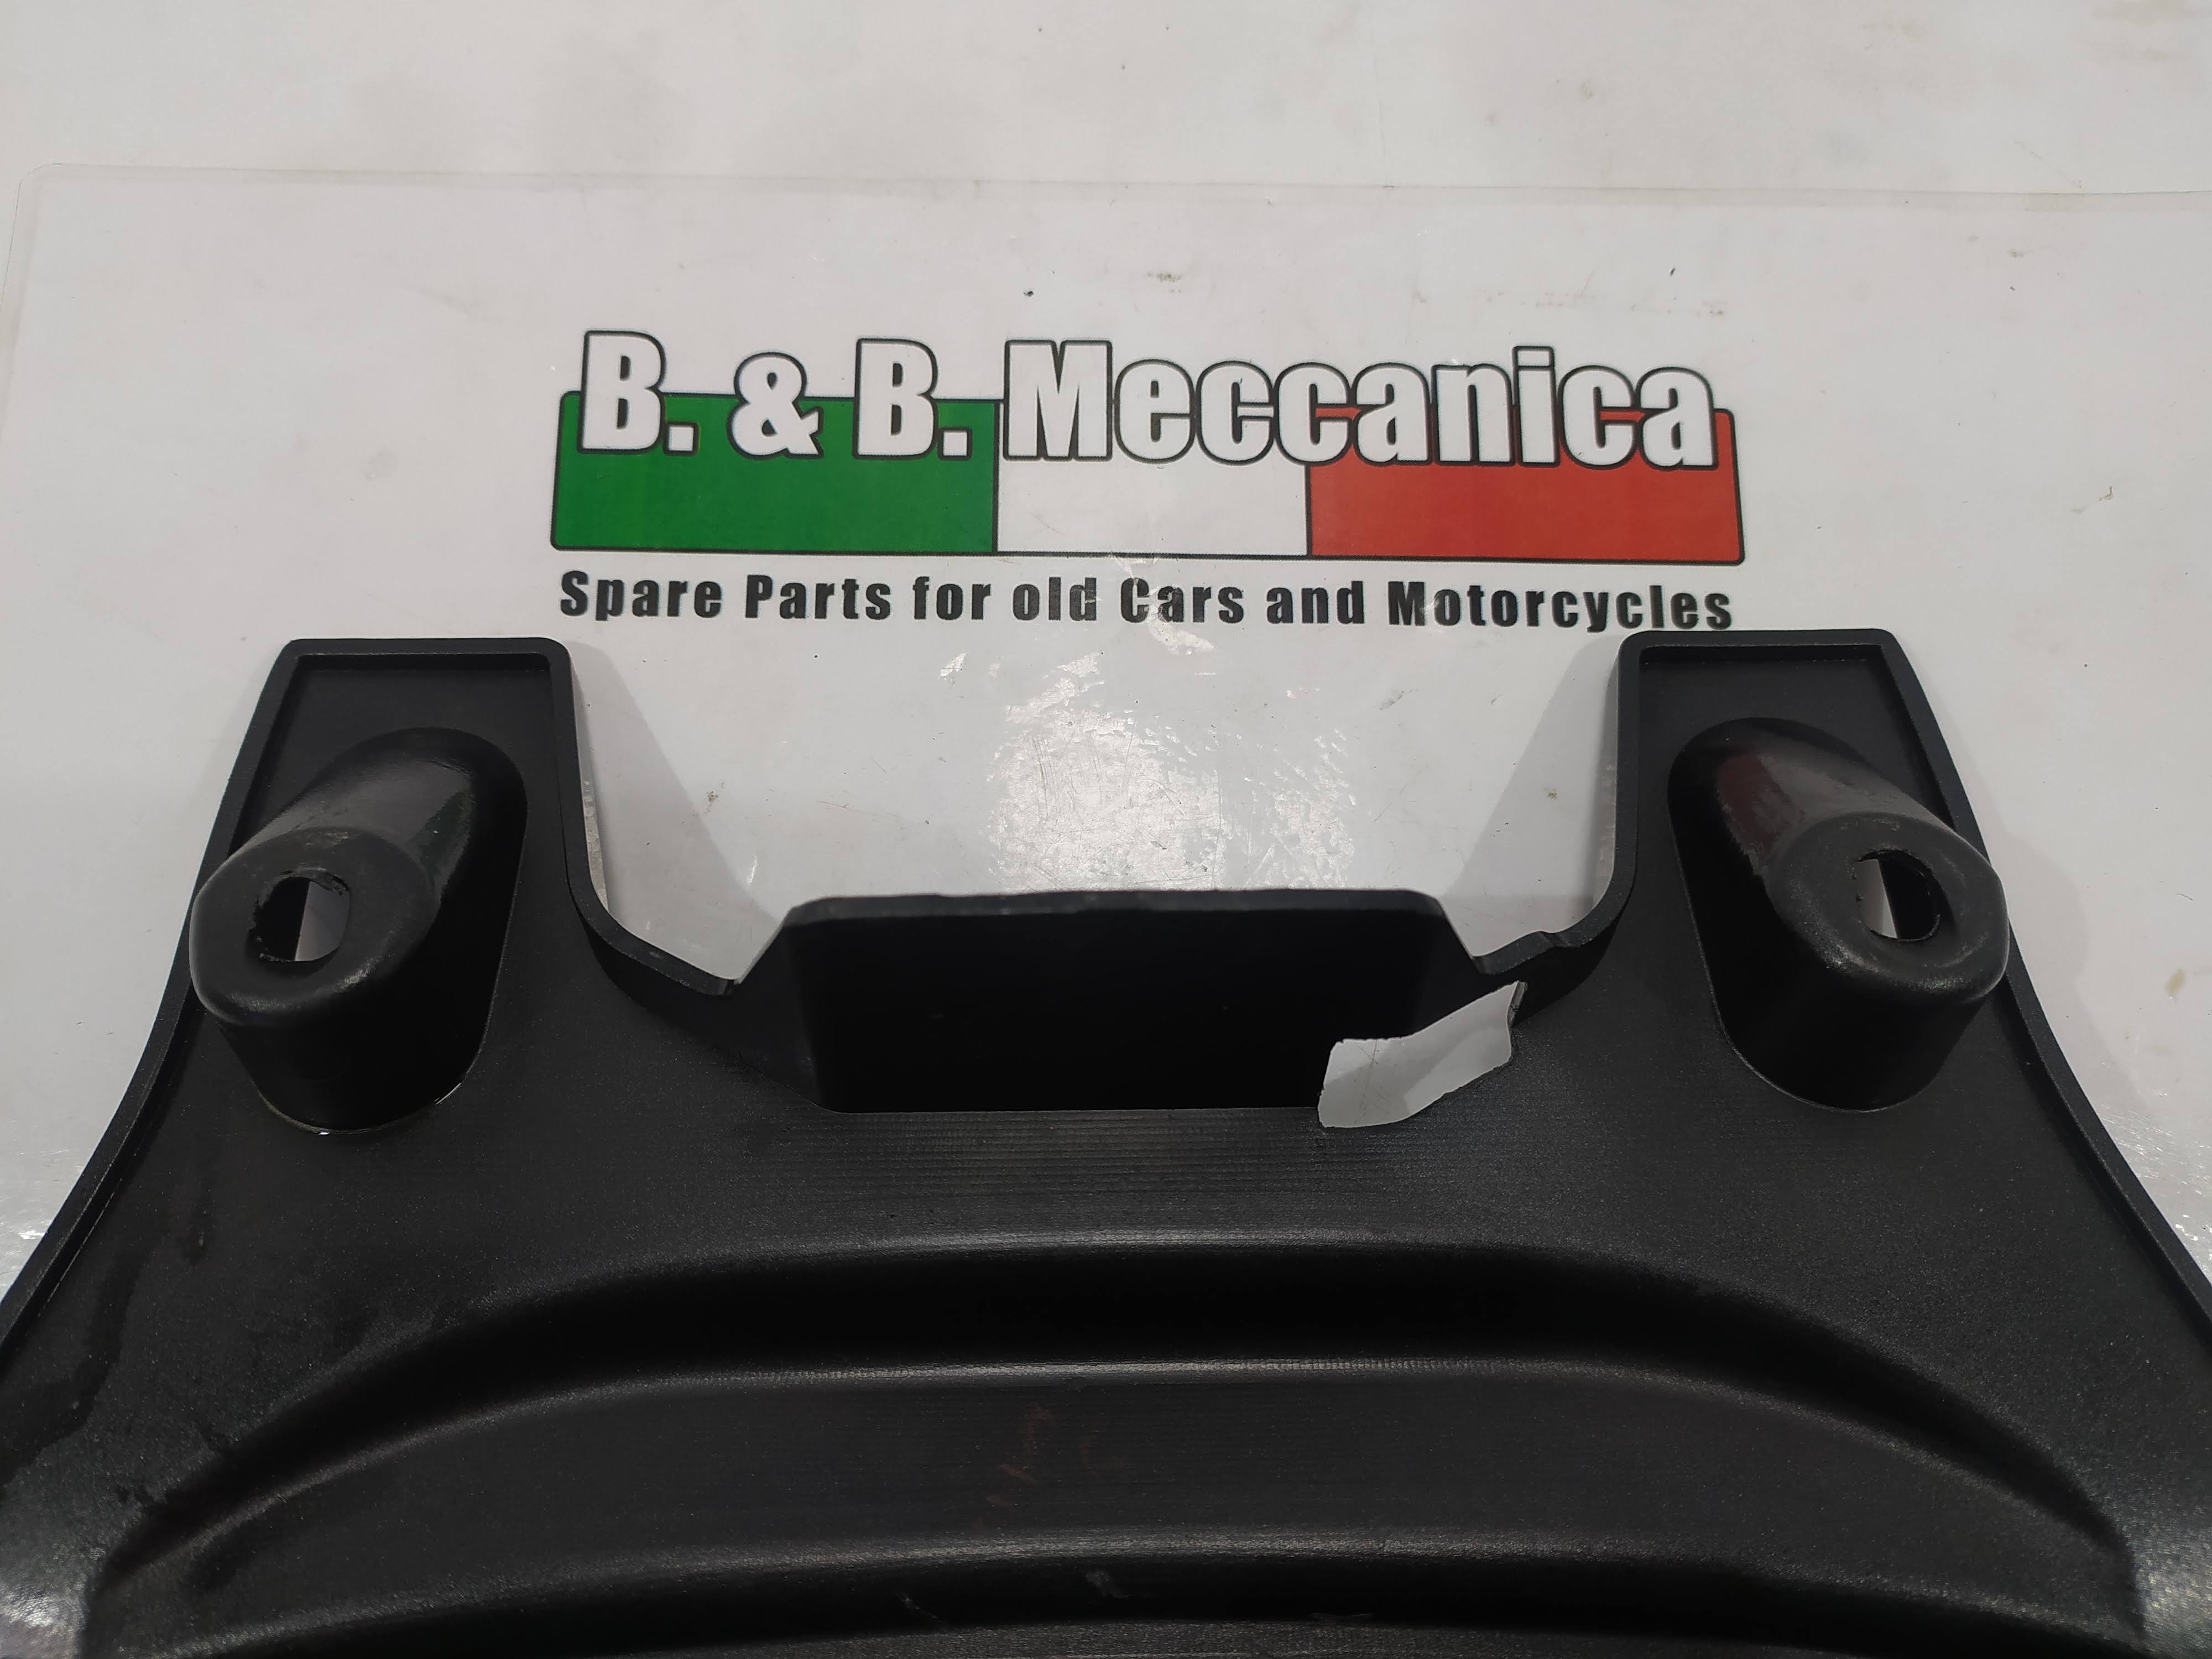 B. & B. Meccanica
Spare Parts for old Cars and Motorcycles